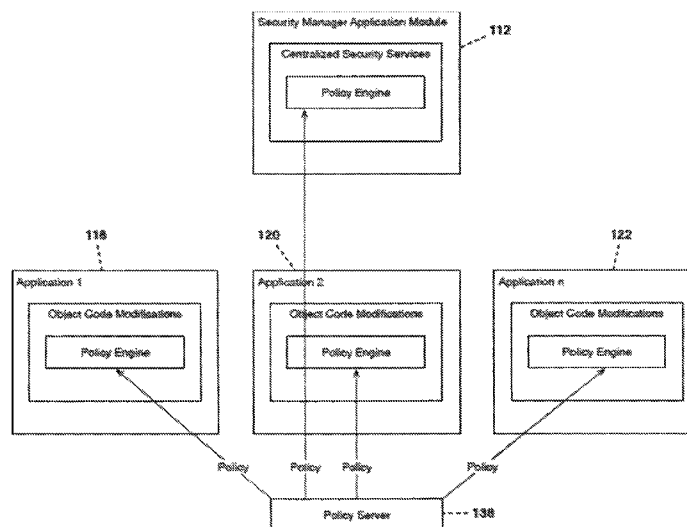 Security Manager Application Module
112
Centralized Security Services
Policy Engine
118
120
122
Application 1
Application 2
Application n
Object Code Modifications
Object Code Modifications
Object Code Modifications
Policy Engine
Policy Engine
Policy Engine
Policy
Policy
Policy
Policy
Policy Server
138